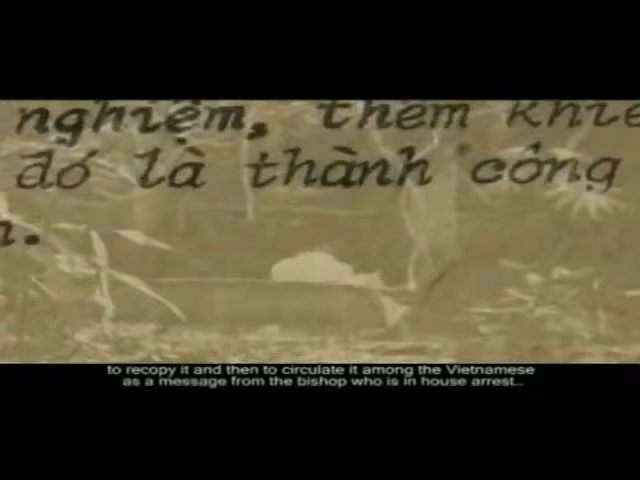 nghiệm, thêm khiê
đó là thành công
n.
to recopy it and then to circulate it among the Vietnamese
as a message from the bishop who is in house arrest...